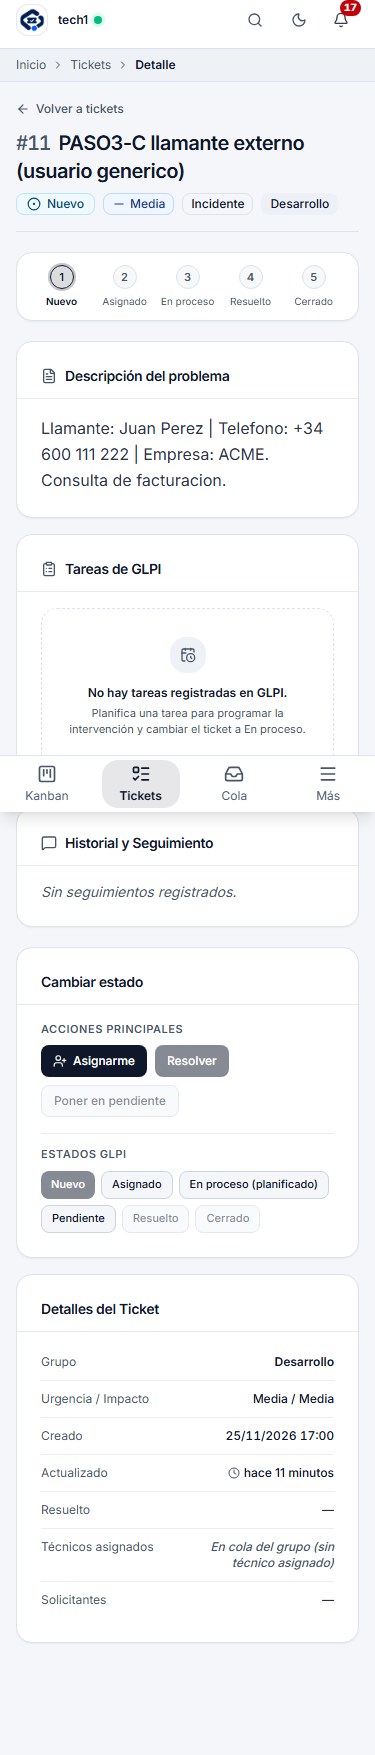 tech1
17
Inicio > Tickets > Detalle
Volver a tickets
#11 PASO3-C llamante externo
(usuario generico)
Nuevo
Media
Incidente
Desarrollo
1 2 3 4 5
Nuevo Asignado En proceso Resuelto Cerrado
Descripción del problema
Llamante: Juan Perez | Telefono: +34
600 111 222 | Empresa: ACME.
Consulta de facturacion.
Tareas de GLPI
No hay tareas registradas en GLPI.
Planifica una tarea para programar la
intervención y cambiar el ticket a En proceso.
Kanban Tickets Cola Más
Historial y Seguimiento
Sin seguimientos registrados.
Cambiar estado
ACCIONES PRINCIPALES
Asignarme Resolver
Poner en pendiente
ESTADOS GLPI
Nuevo Asignado En proceso (planificado)
Pendiente Resuelto Cerrado
Detalles del Ticket
Grupo Desarrollo
Urgencia / Impacto Media / Media
Creado 25/11/2026 17:00
Actualizado hace 11 minutos
Resuelto —
Técnicos asignados En cola del grupo (sin
técnico asignado)
Solicitantes —